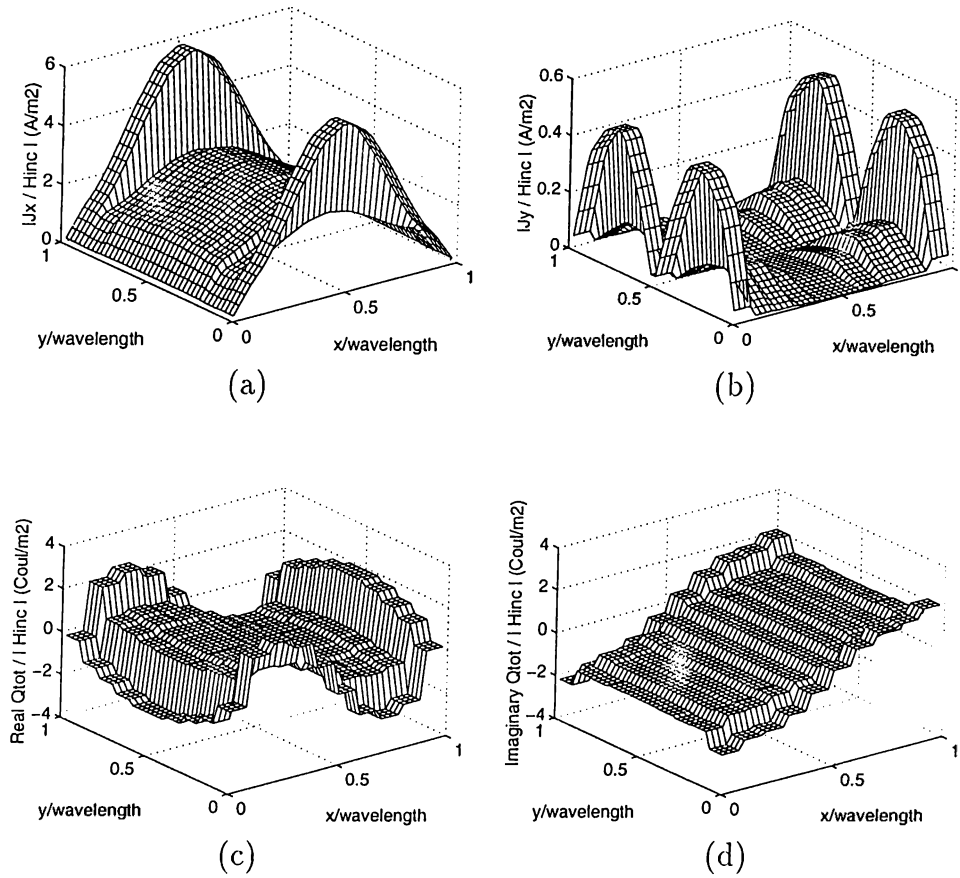 6
4
2
0
|Jx / Hinc | (A/m2)
1
0.5
0
y/wavelength
0
0.5
1
x/wavelength
(a)
0.6
0.4
0.2
0
|Jy / Hinc | (A/m2)
1
0.5
0
y/wavelength
0
0.5
1
x/wavelength
(b)
4
2
0
−2
−4
Real Qtot / | Hinc | (Coul/m2)
1
0.5
0
y/wavelength
0
0.5
1
x/wavelength
(c)
4
2
0
−2
−4
Imaginary Qtot / | Hinc | (Coul/m2)
1
0.5
0
y/wavelength
0
0.5
1
x/wavelength
(d)